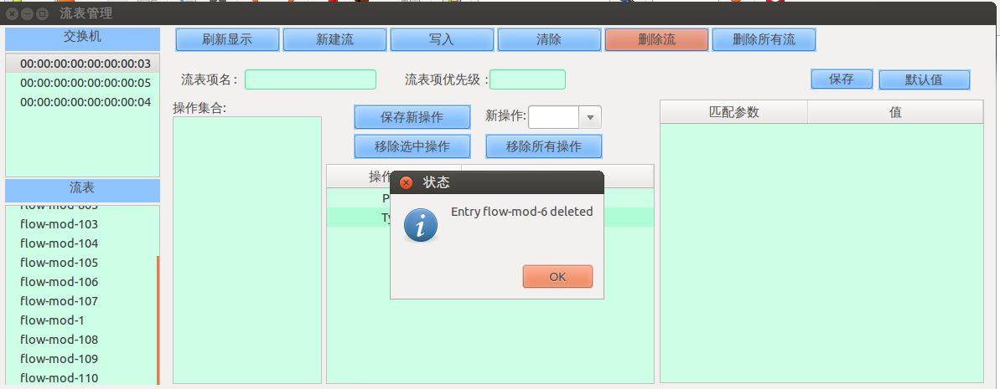 流表管理
交换机
刷新显示 新建流 写入 清除 删除流 删除所有流
00:00:00:00:00:00:00:03
00:00:00:00:00:00:00:05
00:00:00:00:00:00:00:04
流表项名： 流表项优先级： 保存 默认值
操作集合:
保存新操作 新操作:
移除选中操作 移除所有操作
匹配参数 值
流表
flow-mod-103
flow-mod-104
flow-mod-105
flow-mod-106
flow-mod-107
flow-mod-1
flow-mod-108
flow-mod-109
flow-mod-110
操作
状态
Entry flow-mod-6 deleted
OK